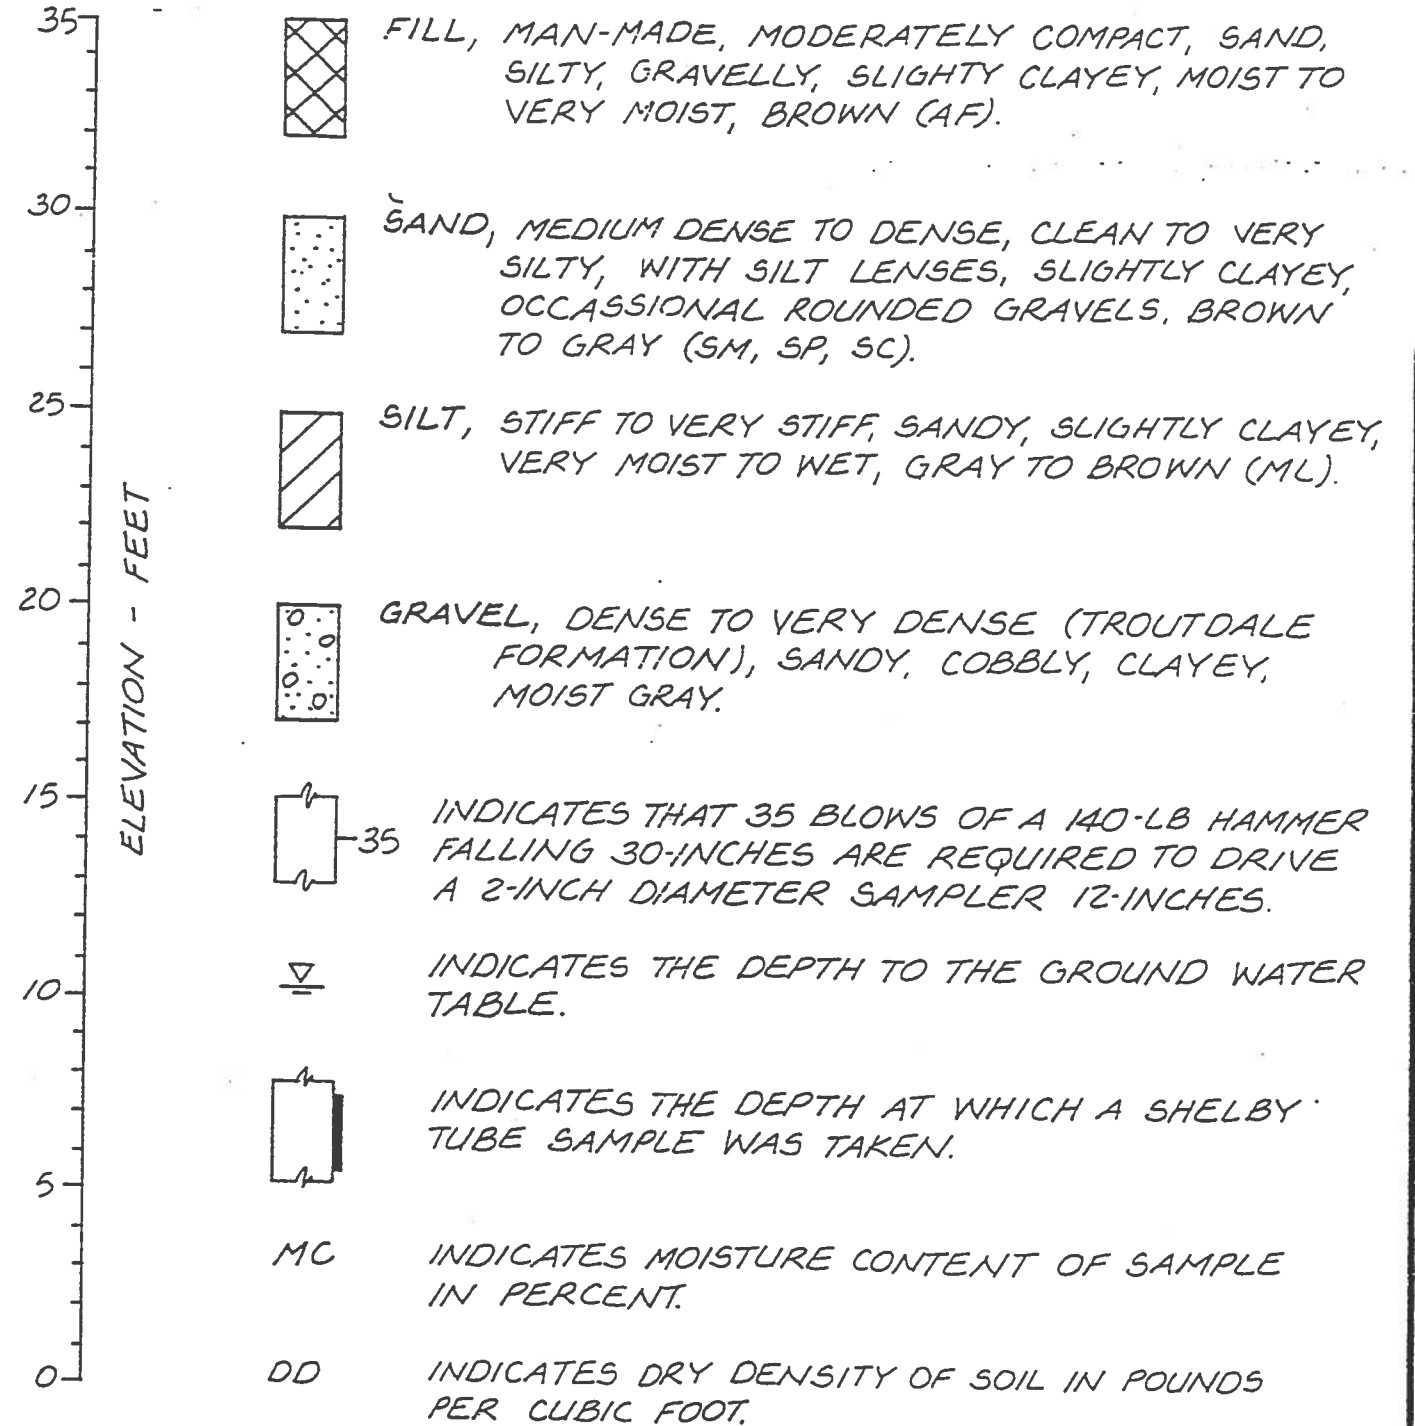 35
FILL, MAN-MADE, MODERATELY COMPACT, SAND,
SILTY, GRAVELLY, SLIGHTY CLAYEY, MOIST TO
VERY MOIST, BROWN (AF).
30
SAND, MEDIUM DENSE TO DENSE, CLEAN TO VERY
SILTY, WITH SILT LENSES, SLIGHTLY CLAYEY,
OCCASSIONAL ROUNDED GRAVELS, BROWN
TO GRAY (SM, SP, SC).
25
SILT, STIFF TO VERY STIFF, SANDY, SLIGHTLY CLAYEY,
VERY MOIST TO WET, GRAY TO BROWN (ML).
ELEVATION - FEET
20
GRAVEL, DENSE TO VERY DENSE (TROUTDALE
FORMATION), SANDY, COBBLY, CLAYEY,
MOIST GRAY.
15
35
INDICATES THAT 35 BLOWS OF A 140-LB HAMMER
FALLING 30-INCHES ARE REQUIRED TO DRIVE
A 2-INCH DIAMETER SAMPLER 12-INCHES.
10
INDICATES THE DEPTH TO THE GROUND WATER
TABLE.
INDICATES THE DEPTH AT WHICH A SHELBY
TUBE SAMPLE WAS TAKEN.
5
MC INDICATES MOISTURE CONTENT OF SAMPLE
IN PERCENT.
0
DD INDICATES DRY DENSITY OF SOIL IN POUNDS
PER CUBIC FOOT.